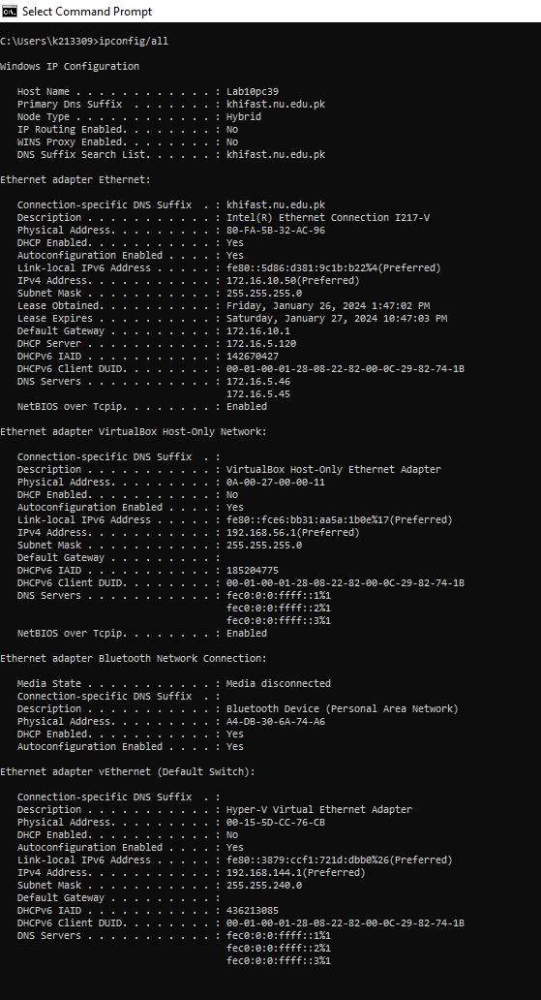 Select Command Prompt
C:\Users\k213309>ipconfig/all
Windows IP Configuration
Host Name . . . . . . . . . . . . : Lab10pc39
Primary Dns Suffix  . . . . . . . : khifast.nu.edu.pk
Node Type . . . . . . . . . . . . : Hybrid
IP Routing Enabled. . . . . . . . : No
WINS Proxy Enabled. . . . . . . . : No
DNS Suffix Search List. . . . . . : khifast.nu.edu.pk
Ethernet adapter Ethernet:
Connection-specific DNS Suffix  . : khifast.nu.edu.pk
Description . . . . . . . . . . . : Intel(R) Ethernet Connection I217-V
Physical Address. . . . . . . . . : 80-FA-5B-32-AC-96
DHCP Enabled. . . . . . . . . . . : Yes
Autoconfiguration Enabled . . . . : Yes
Link-local IPv6 Address . . . . . : fe80::5d86:d381:9c1b:b22%4(Preferred)
IPv4 Address. . . . . . . . . . . : 172.16.10.50(Preferred)
Subnet Mask . . . . . . . . . . . : 255.255.255.0
Lease Obtained. . . . . . . . . . : Friday, January 26, 2024 1:47:02 PM
Lease Expires . . . . . . . . . . : Saturday, January 27, 2024 10:47:03 PM
Default Gateway . . . . . . . . . : 172.16.10.1
DHCP Server . . . . . . . . . . . : 172.16.5.120
DHCPv6 IAID . . . . . . . . . . . : 142670427
DHCPv6 Client DUID. . . . . . . . : 00-01-00-01-28-08-22-82-00-0C-29-82-74-1B
DNS Servers . . . . . . . . . . . : 172.16.5.46
172.16.5.45
NetBIOS over Tcpip. . . . . . . . : Enabled
Ethernet adapter VirtualBox Host-Only Network:
Connection-specific DNS Suffix  . :
Description . . . . . . . . . . . : VirtualBox Host-Only Ethernet Adapter
Physical Address. . . . . . . . . : 0A-00-27-00-00-11
DHCP Enabled. . . . . . . . . . . : No
Autoconfiguration Enabled . . . . : Yes
Link-local IPv6 Address . . . . . : fe80::fce6:bb31:aa5a:1b0e%17(Preferred)
IPv4 Address. . . . . . . . . . . : 192.168.56.1(Preferred)
Subnet Mask . . . . . . . . . . . : 255.255.255.0
Default Gateway . . . . . . . . . :
DHCPv6 IAID . . . . . . . . . . . : 185204775
DHCPv6 Client DUID. . . . . . . . : 00-01-00-01-28-08-22-82-00-0C-29-82-74-1B
DNS Servers . . . . . . . . . . . : fec0:0:0:ffff::1%1
fec0:0:0:ffff::2%1
fec0:0:0:ffff::3%1
NetBIOS over Tcpip. . . . . . . . : Enabled
Ethernet adapter Bluetooth Network Connection:
Media State . . . . . . . . . . . : Media disconnected
Connection-specific DNS Suffix  . :
Description . . . . . . . . . . . : Bluetooth Device (Personal Area Network)
Physical Address. . . . . . . . . : A4-DB-30-6A-74-A6
DHCP Enabled. . . . . . . . . . . : Yes
Autoconfiguration Enabled . . . . : Yes
Ethernet adapter vEthernet (Default Switch):
Connection-specific DNS Suffix  . :
Description . . . . . . . . . . . : Hyper-V Virtual Ethernet Adapter
Physical Address. . . . . . . . . : 00-15-5D-CC-76-CB
DHCP Enabled. . . . . . . . . . . : No
Autoconfiguration Enabled . . . . : Yes
Link-local IPv6 Address . . . . . : fe80::3879:ccf1:721d:dbb0%26(Preferred)
IPv4 Address. . . . . . . . . . . : 192.168.144.1(Preferred)
Subnet Mask . . . . . . . . . . . : 255.255.240.0
Default Gateway . . . . . . . . . :
DHCPv6 IAID . . . . . . . . . . . : 436213085
DHCPv6 Client DUID. . . . . . . . : 00-01-00-01-28-08-22-82-00-0C-29-82-74-1B
DNS Servers . . . . . . . . . . . : fec0:0:0:ffff::1%1
fec0:0:0:ffff::2%1
fec0:0:0:ffff::3%1